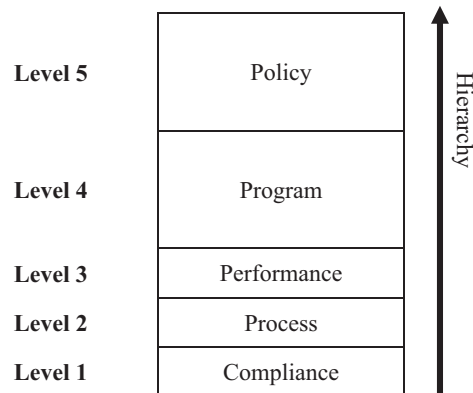 Level 5 Policy
Level 4 Program
Level 3 Performance
Level 2 Process
Level 1 Compliance
Hierarchy